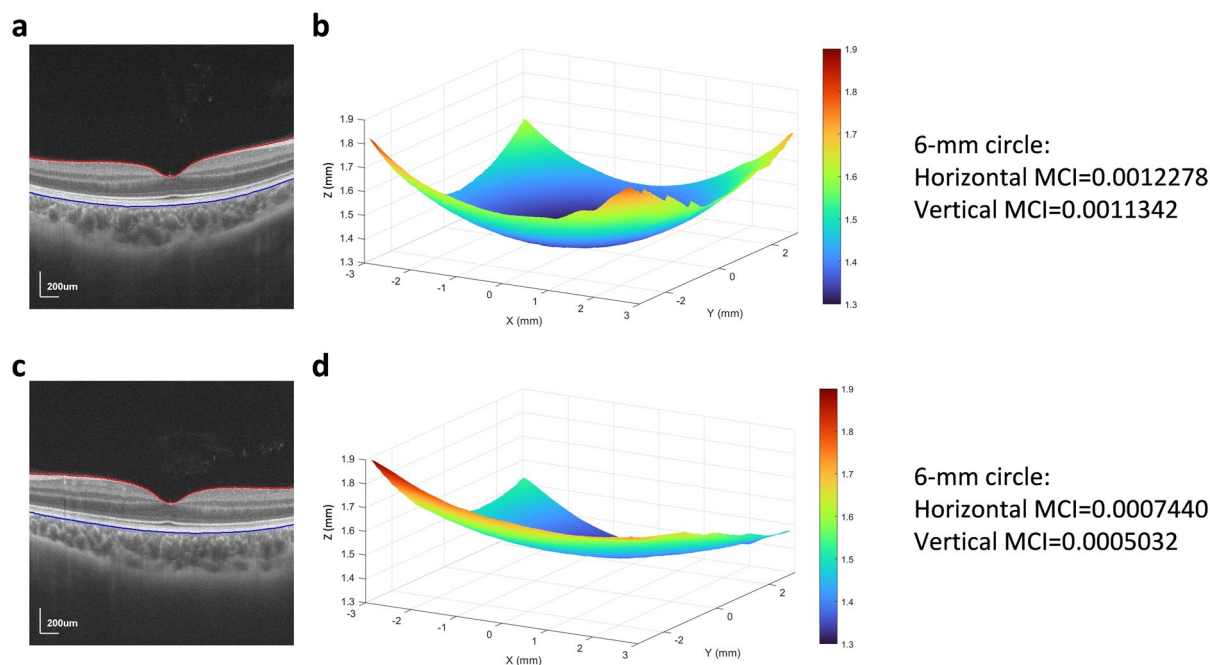 a
200um
b
1.9
1.8
1.7
1.6
1.5
1.4
1.3
Z (mm)
-3
-2
-1
0
1
2
3
X (mm)
-2
0
2
Y (mm)
1.9
1.8
1.7
1.6
1.5
1.4
1.3
6-mm circle:
Horizontal MCI=0.0012278
Vertical MCI=0.0011342
c
200um
d
1.9
1.8
1.7
1.6
1.5
1.4
1.3
Z (mm)
-3
-2
-1
0
1
2
3
X (mm)
-2
0
2
Y (mm)
1.9
1.8
1.7
1.6
1.5
1.4
1.3
6-mm circle:
Horizontal MCI=0.0007440
Vertical MCI=0.0005032